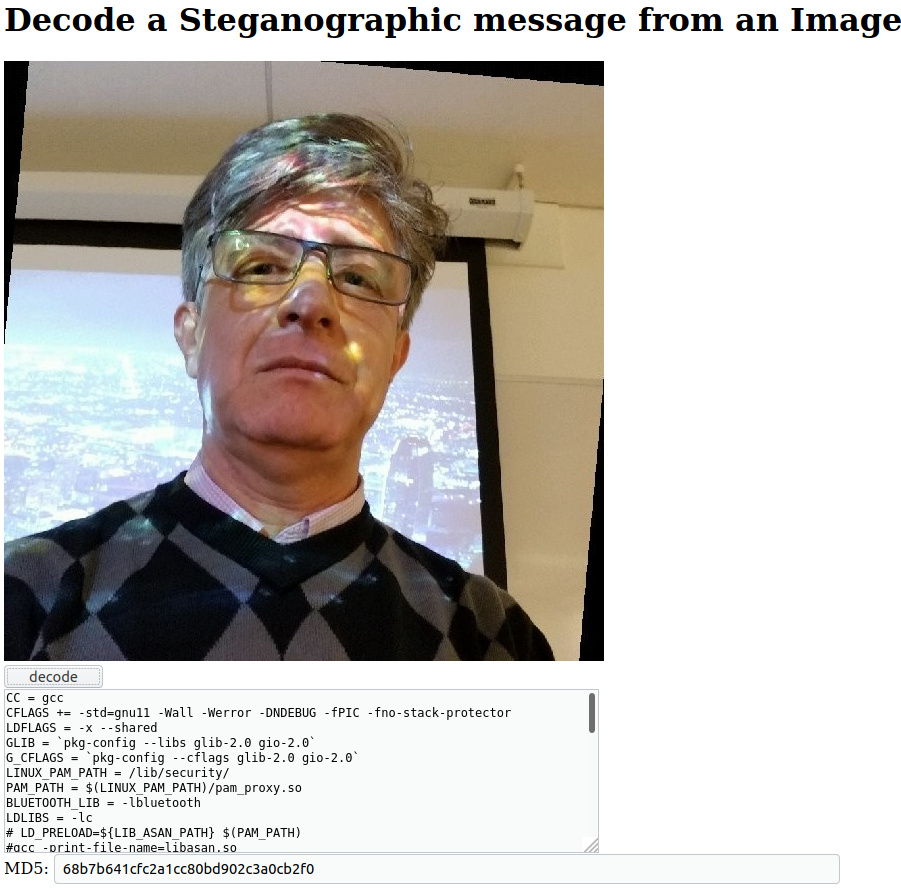 Decode a Steganographic message from an Image
decode
CC = gcc
CFLAGS += -std=gnu11 -Wall -Werror -DNDEBUG -fPIC -fno-stack-protector
LDFLAGS = -x --shared
GLIB = `pkg-config --libs glib-2.0 gio-2.0`
G_CFLAGS = `pkg-config --cflags glib-2.0 gio-2.0`
LINUX_PAM_PATH = /lib/security/
PAM_PATH = $(LINUX_PAM_PATH)/pam_proxy.so
BLUETOOTH_LIB = -lbluetooth
LDLIBS = -lc
# LD_PRELOAD=${LIB_ASAN_PATH} $(PAM_PATH)
#gcc -print-file-name=libasan.so
MD5: 68b7b641cfc2a1cc80bd902c3a0cb2f0